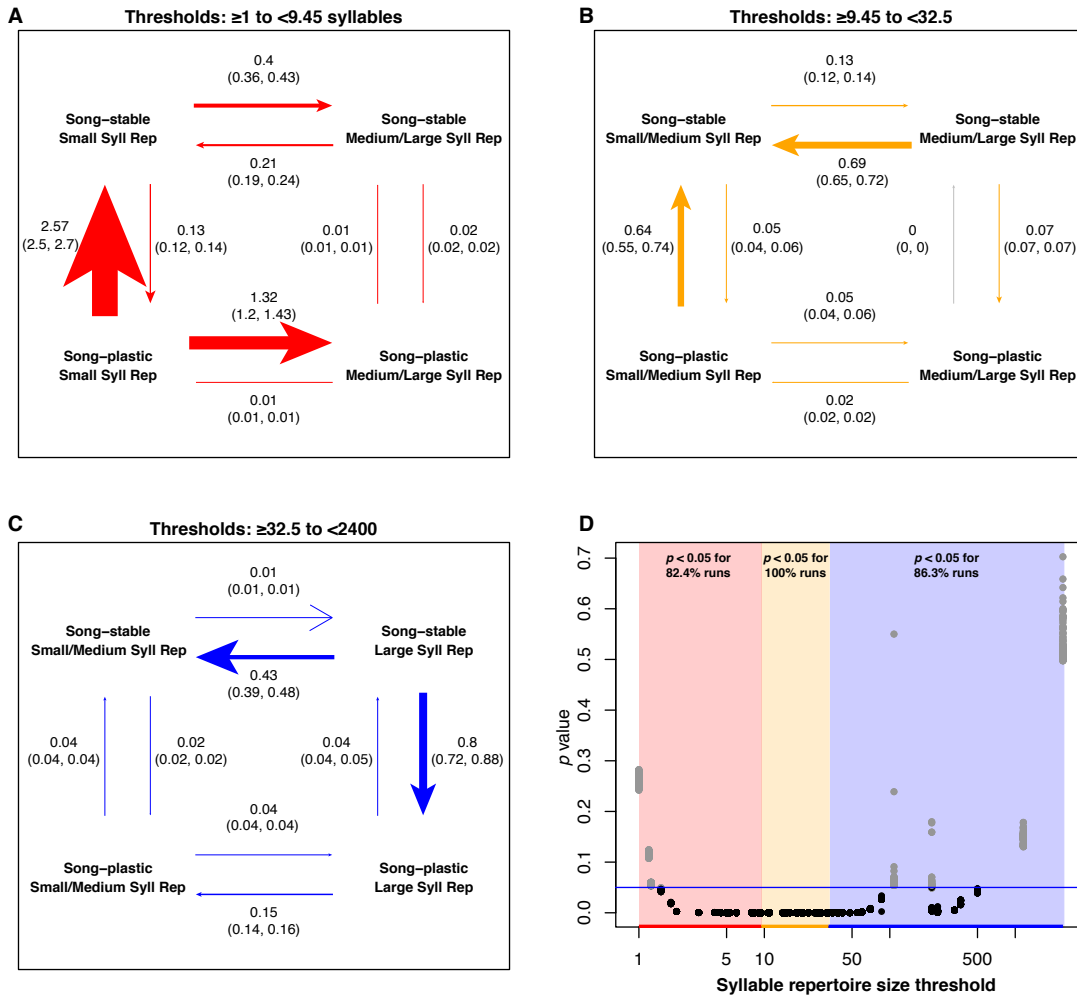 A
Thresholds: ≥1 to <9.45 syllables
0.4
(0.36, 0.43)
Song−stable
Small Syll Rep
Song−stable
Medium/Large Syll Rep
0.21
(0.19, 0.24)
2.57
(2.5, 2.7)
0.13
(0.12, 0.14)
0.01
(0.01, 0.01)
0.02
(0.02, 0.02)
1.32
(1.2, 1.43)
Song−plastic
Small Syll Rep
Song−plastic
Medium/Large Syll Rep
0.01
(0.01, 0.01)
B
Thresholds: ≥9.45 to <32.5
0.13
(0.12, 0.14)
Song−stable
Small/Medium Syll Rep
Song−stable
Medium/Large Syll Rep
0.69
(0.65, 0.72)
0.64
(0.55, 0.74)
0.05
(0.04, 0.06)
0
(0, 0)
0.07
(0.07, 0.07)
0.05
(0.04, 0.06)
Song−plastic
Small/Medium Syll Rep
Song−plastic
Medium/Large Syll Rep
0.02
(0.02, 0.02)
C
Thresholds: ≥32.5 to <2400
0.01
(0.01, 0.01)
Song−stable
Small/Medium Syll Rep
Song−stable
Large Syll Rep
0.43
(0.39, 0.48)
0.04
(0.04, 0.04)
0.02
(0.02, 0.02)
0.04
(0.04, 0.05)
0.8
(0.72, 0.88)
0.04
(0.04, 0.04)
Song−plastic
Small/Medium Syll Rep
Song−plastic
Large Syll Rep
0.15
(0.14, 0.16)
D
p < 0.05 for
82.4% runs
p < 0.05 for
100% runs
p < 0.05 for
86.3% runs
0.7
0.6
0.5
0.4
0.3
0.2
0.1
0.0
p value
1
5
10
50
500
Syllable repertoire size threshold